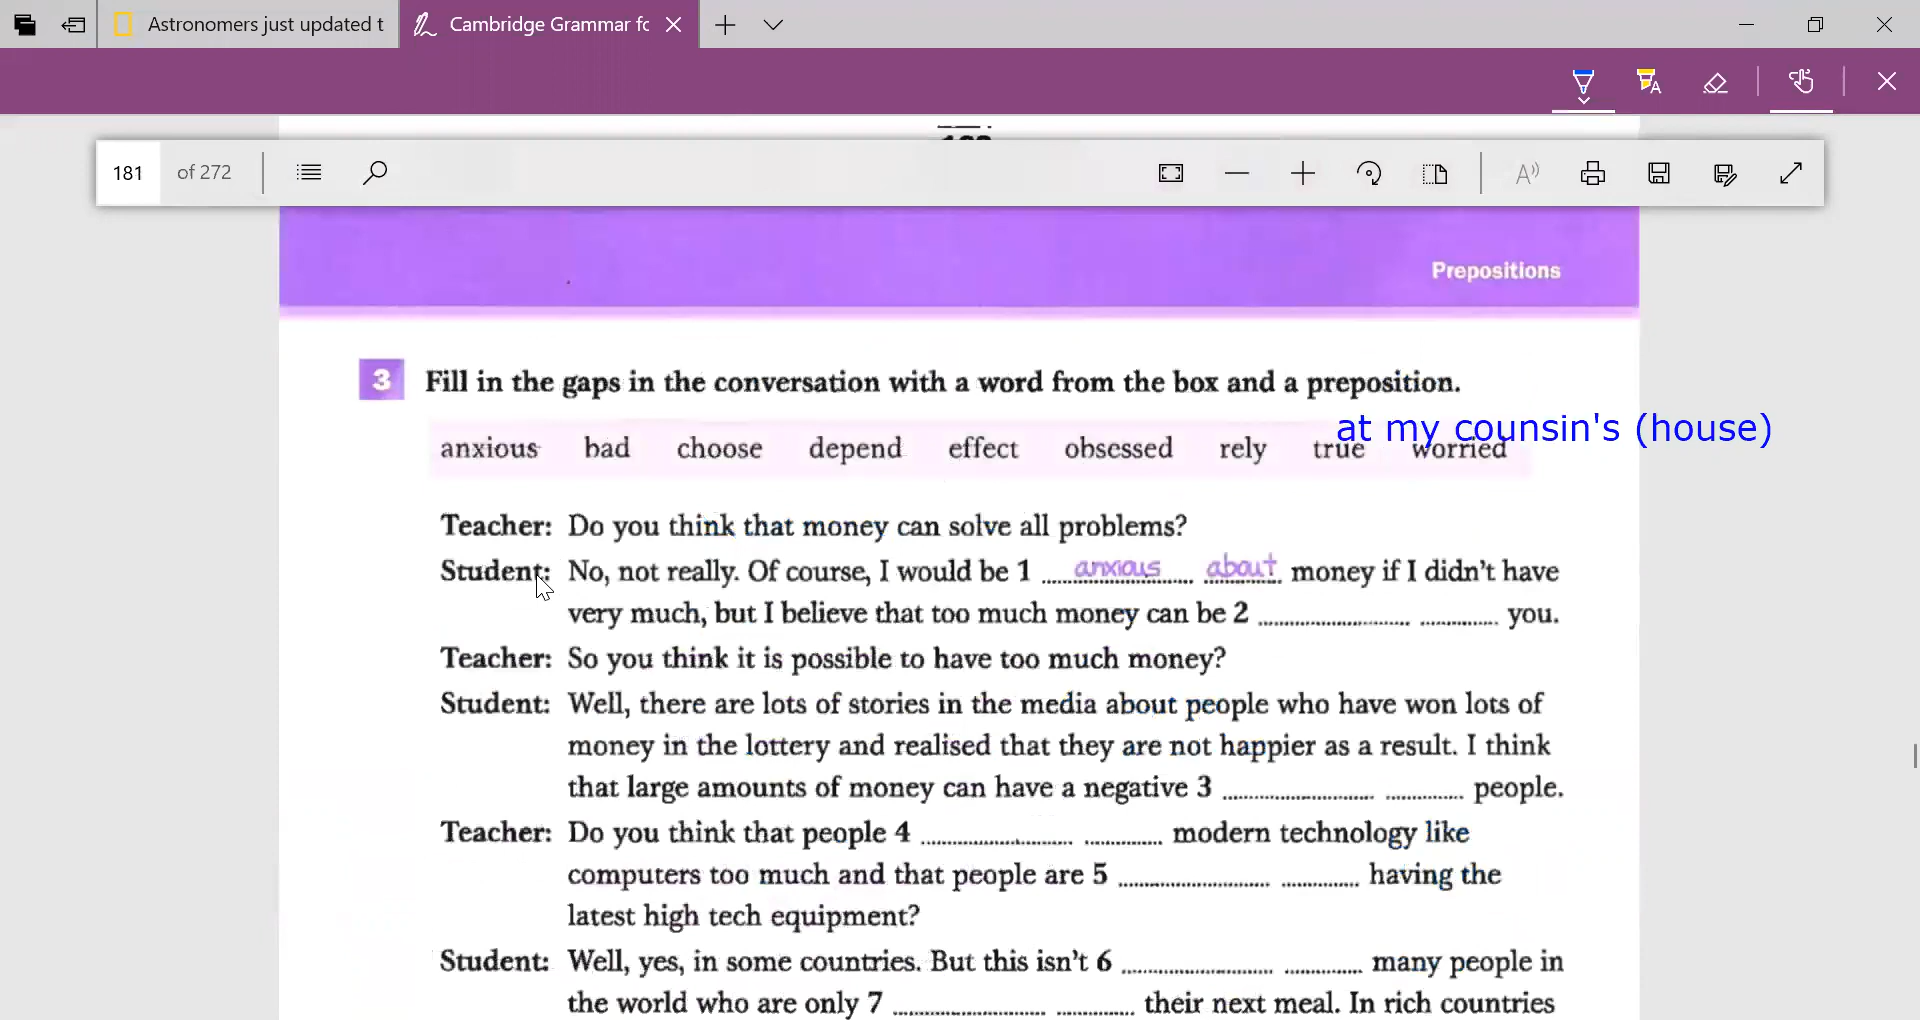 Astronomers just updated t
Cambridge Grammar fo
181 of 272
Prepositions
3 Fill in the gaps in the conversation with a word from the box and a preposition.
at my counsin's (house)
anxious bad choose depend effect obsessed rely true worried
Teacher: Do you think that money can solve all problems?
Student: No, not really. Of course, I would be 1 anxious about money if I didn't have
very much, but I believe that too much money can be 2 ........................ ............ you.
Teacher: So you think it is possible to have too much money?
Student: Well, there are lots of stories in the media about people who have won lots of
money in the lottery and realised that they are not happier as a result. I think
that large amounts of money can have a negative 3 ........................ ............ people.
Teacher: Do you think that people 4 ........................ ............ modern technology like
computers too much and that people are 5 ........................ ............ having the
latest high tech equipment?
Student: Well, yes, in some countries. But this isn't 6 ........................ ............ many people in
the world who are only 7 ........................ ............ their next meal. In rich countries